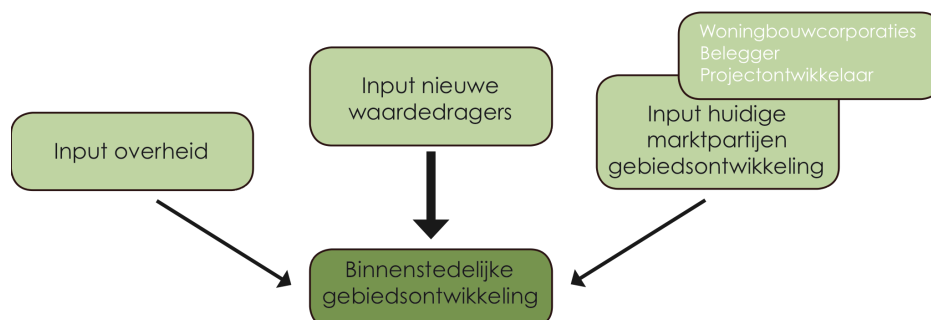 Woningbouwcorporaties
Belegger
Projectontwikkelaar
Input nieuwe
waardedragers
Input huidige
marktpartijen
gebiedsontwikkeling
Input overheid
Binnenstedelijke
gebiedsontwikkeling